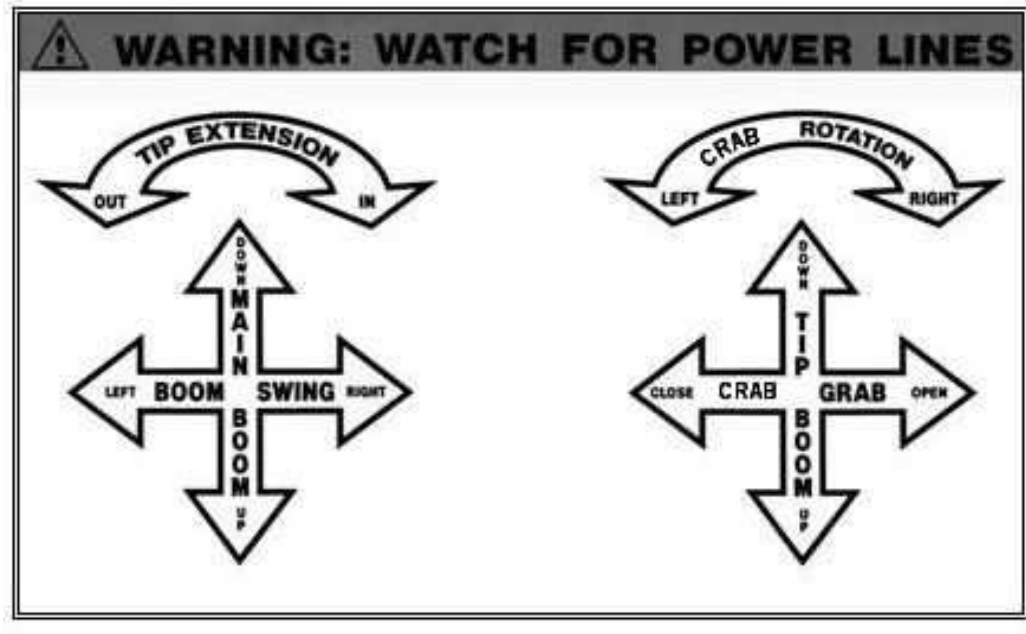 WARNING: WATCH FOR POWER LINES
TIP EXTENSION
OUT
IN
DOWN
MAIN BOOM
UP
LEFT
BOOM SWING
RIGHT
CRAB ROTATION
LEFT
RIGHT
DOWN
TIP BOOM
UP
CLOSE
CRAB GRAB
OPEN